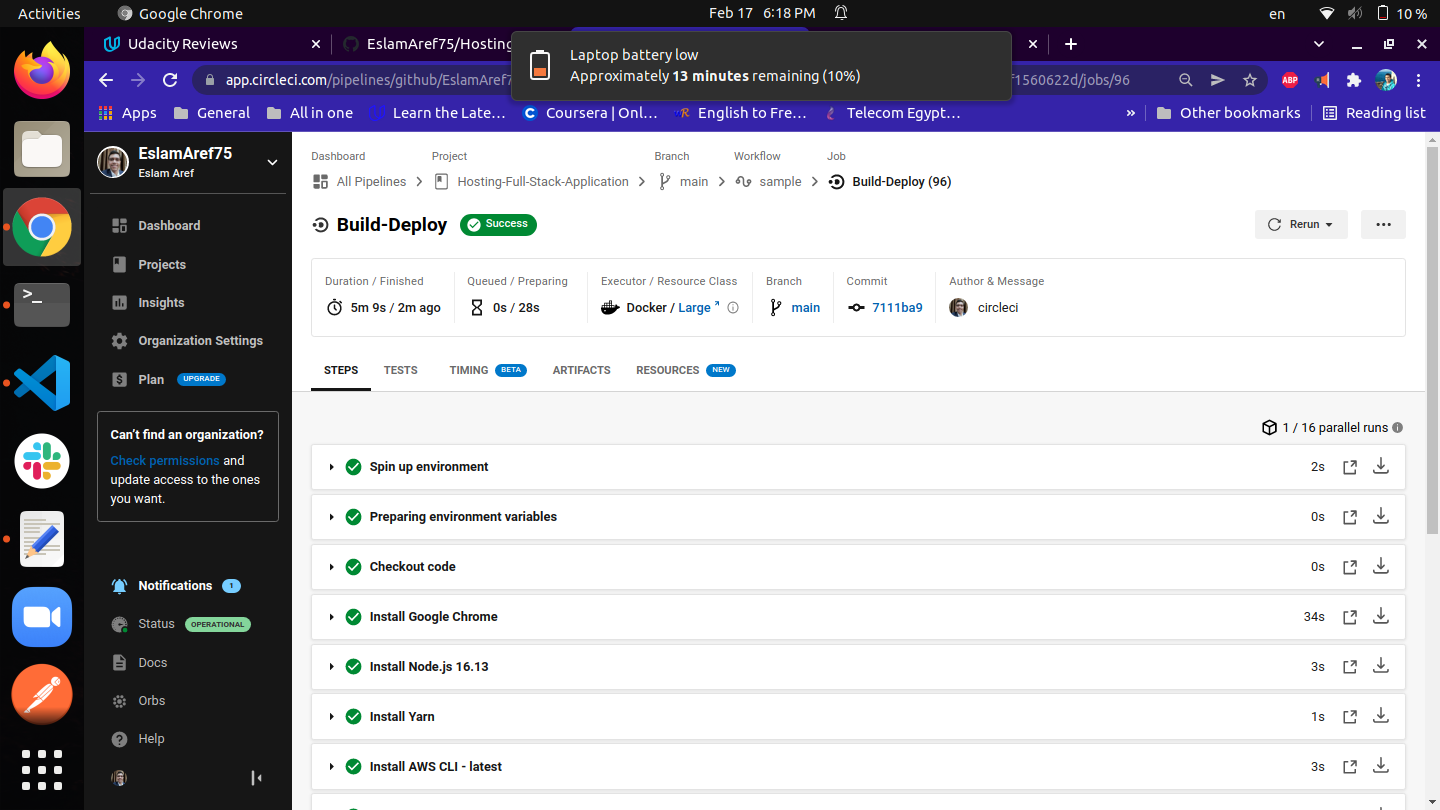 Activities
Google Chrome
Feb 17 6:18 PM
en
10 %
Udacity Reviews
EslamAref75/Hosting
Laptop battery low
Approximately 13 minutes remaining (10%)
app.circleci.com/pipelines/github/EslamAref7
f1560622d/jobs/96
ABP
Apps
General
All in one
Learn the Late…
Coursera | Onl…
English to Fre…
Telecom Egypt…
»
Other bookmarks
Reading list
EslamAref75
Eslam Aref
Dashboard
Projects
Insights
Organization Settings
Plan UPGRADE
Can't find an organization?
Check permissions and
update access to the ones
you want.
Notifications 1
Status OPERATIONAL
Docs
Orbs
Help
Dashboard Project Branch Workflow Job
All Pipelines Hosting-Full-Stack-Application main sample Build-Deploy (96)
Build-Deploy Success
Rerun
Duration / Finished Queued / Preparing Executor / Resource Class Branch Commit Author & Message
5m 9s / 2m ago 0s / 28s Docker / Large main 7111ba9 circleci
STEPS TESTS TIMING BETA ARTIFACTS RESOURCES NEW
1 / 16 parallel runs
Spin up environment 2s
Preparing environment variables 0s
Checkout code 0s
Install Google Chrome 34s
Install Node.js 16.13 3s
Install Yarn 1s
Install AWS CLI - latest 3s